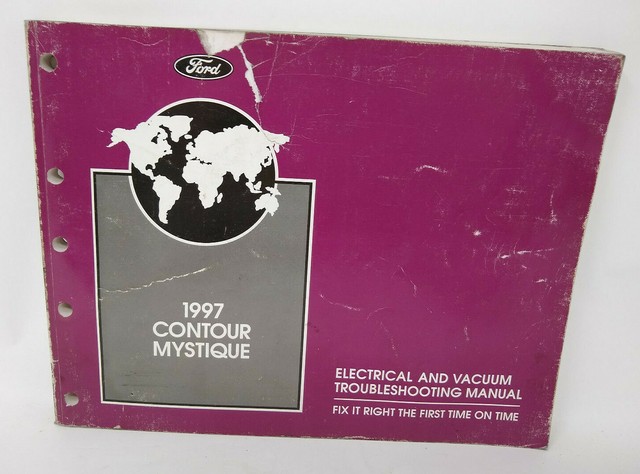 Ford
1997
CONTOUR
MYSTIQUE
ELECTRICAL AND VACUUM
TROUBLESHOOTING MANUAL
FIX IT RIGHT THE FIRST TIME ON TIME